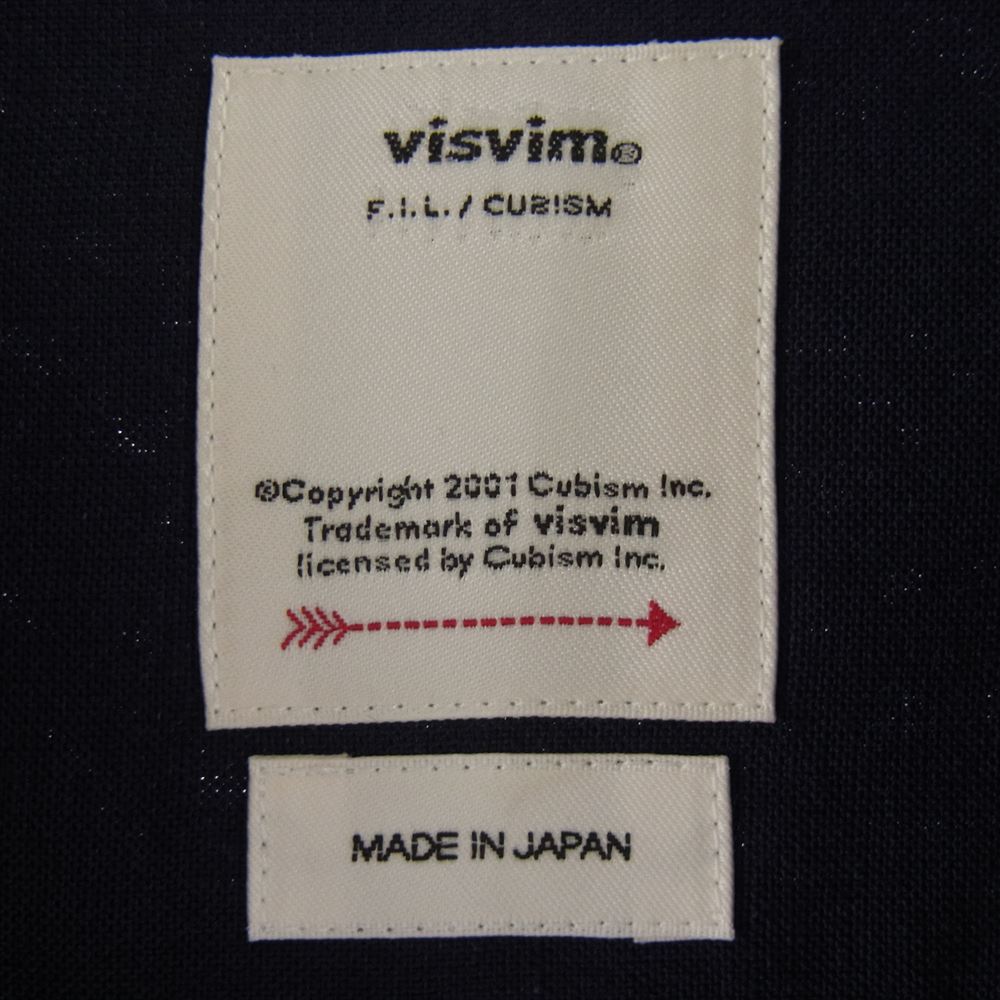 visvim®
F.I.L. / CUBISM
©Copyright 2001 Cubism Inc.
Trademark of visvim
licensed by Cubism Inc.
MADE IN JAPAN